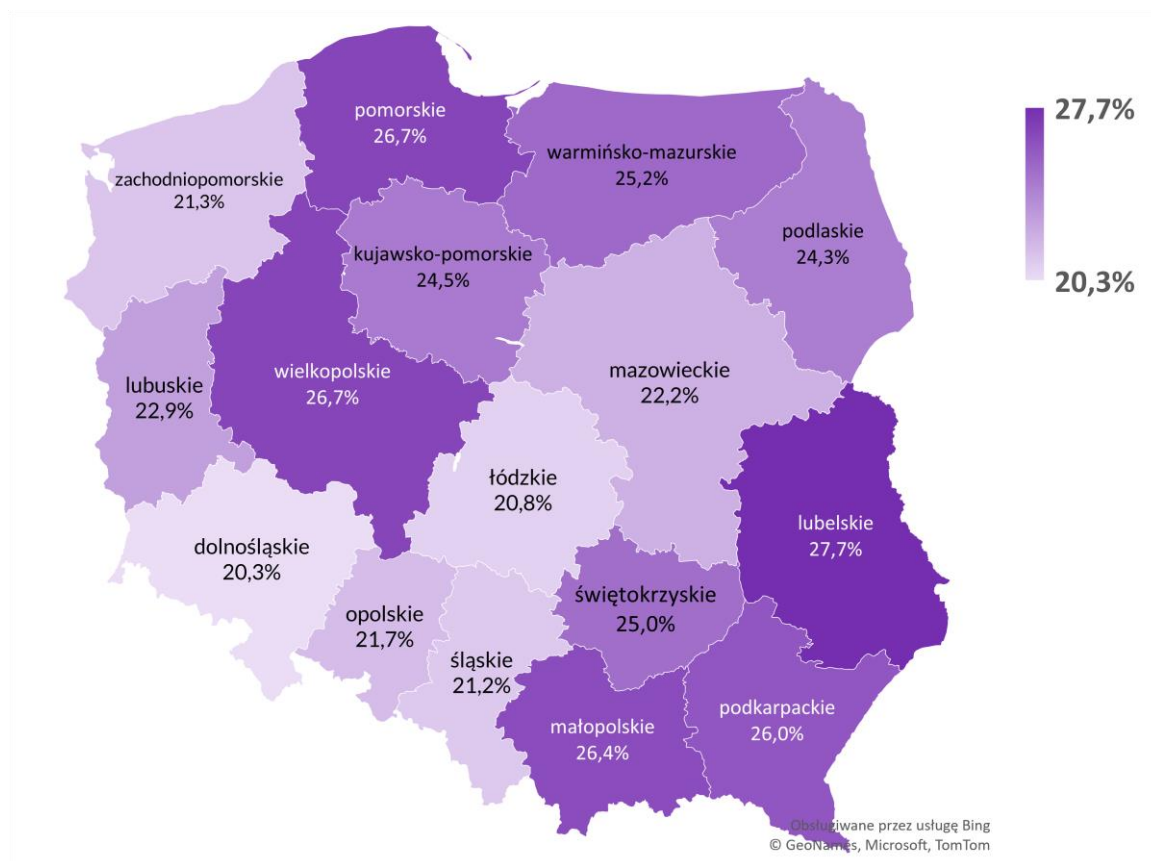 pomorskie
26,7%
27,7%
warmińsko-mazurskie
25,2%
zachodniopomorskie
21,3%
podlaskie
24,3%
kujawsko-pomorskie
24,5%
20,3%
wielkopolskie
26,7%
mazowieckie
22,2%
lubuskie
22,9%
łódzkie
20,8%
lubelskie
27,7%
dolnośląskie
20,3%
świętokrzyskie
25,0%
opolskie
21,7%
śląskie
21,2%
podkarpackie
26,0%
małopolskie
26,4%
Obsługiwane przez usługę Bing
© GeoNames, Microsoft, TomTom